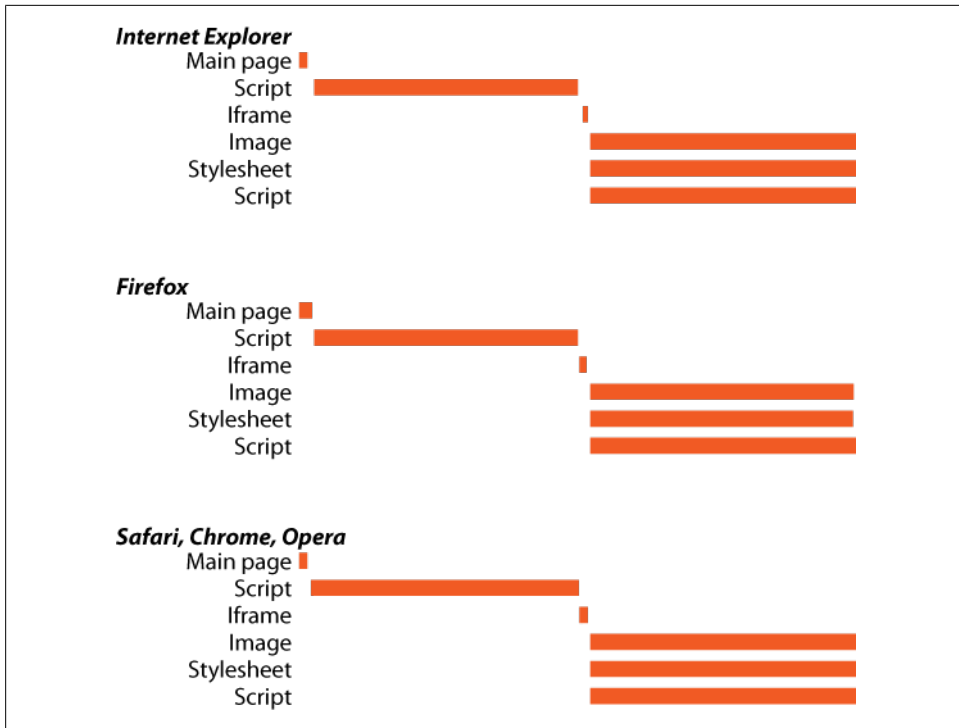 Internet Explorer
Main page
Script
Iframe
Image
Stylesheet
Script
Firefox
Main page
Script
Iframe
Image
Stylesheet
Script
Safari, Chrome, Opera
Main page
Script
Iframe
Image
Stylesheet
Script